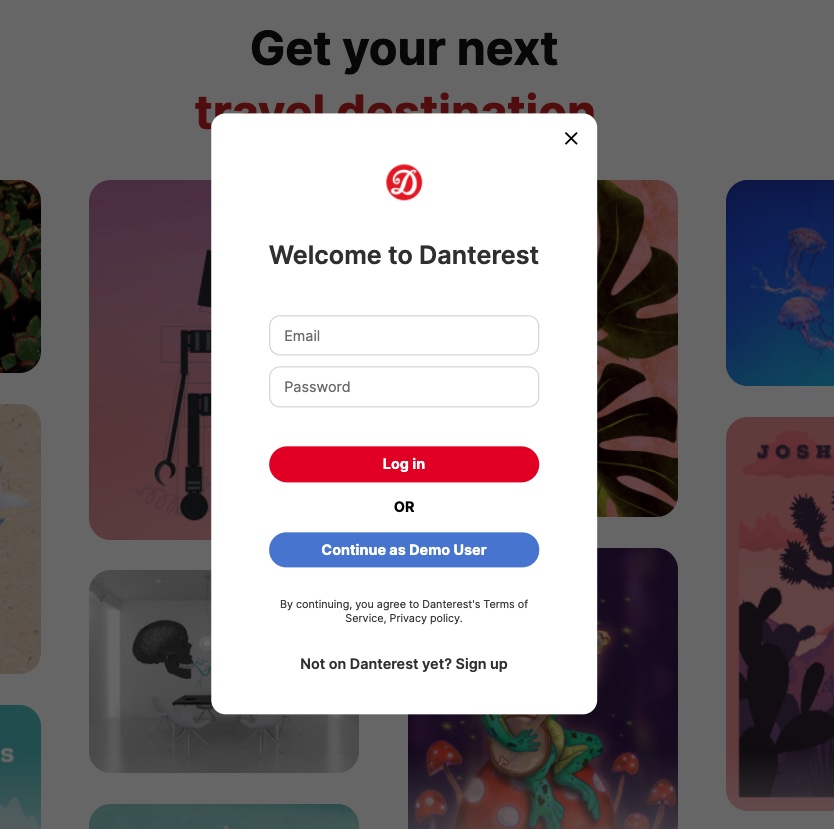 Get your next
travel destination
Welcome to Danterest
Email
Password
Log in
OR
Continue as Demo User
By continuing, you agree to Danterest's Terms of
Service, Privacy policy.
Not on Danterest yet? Sign up
JOSH
S